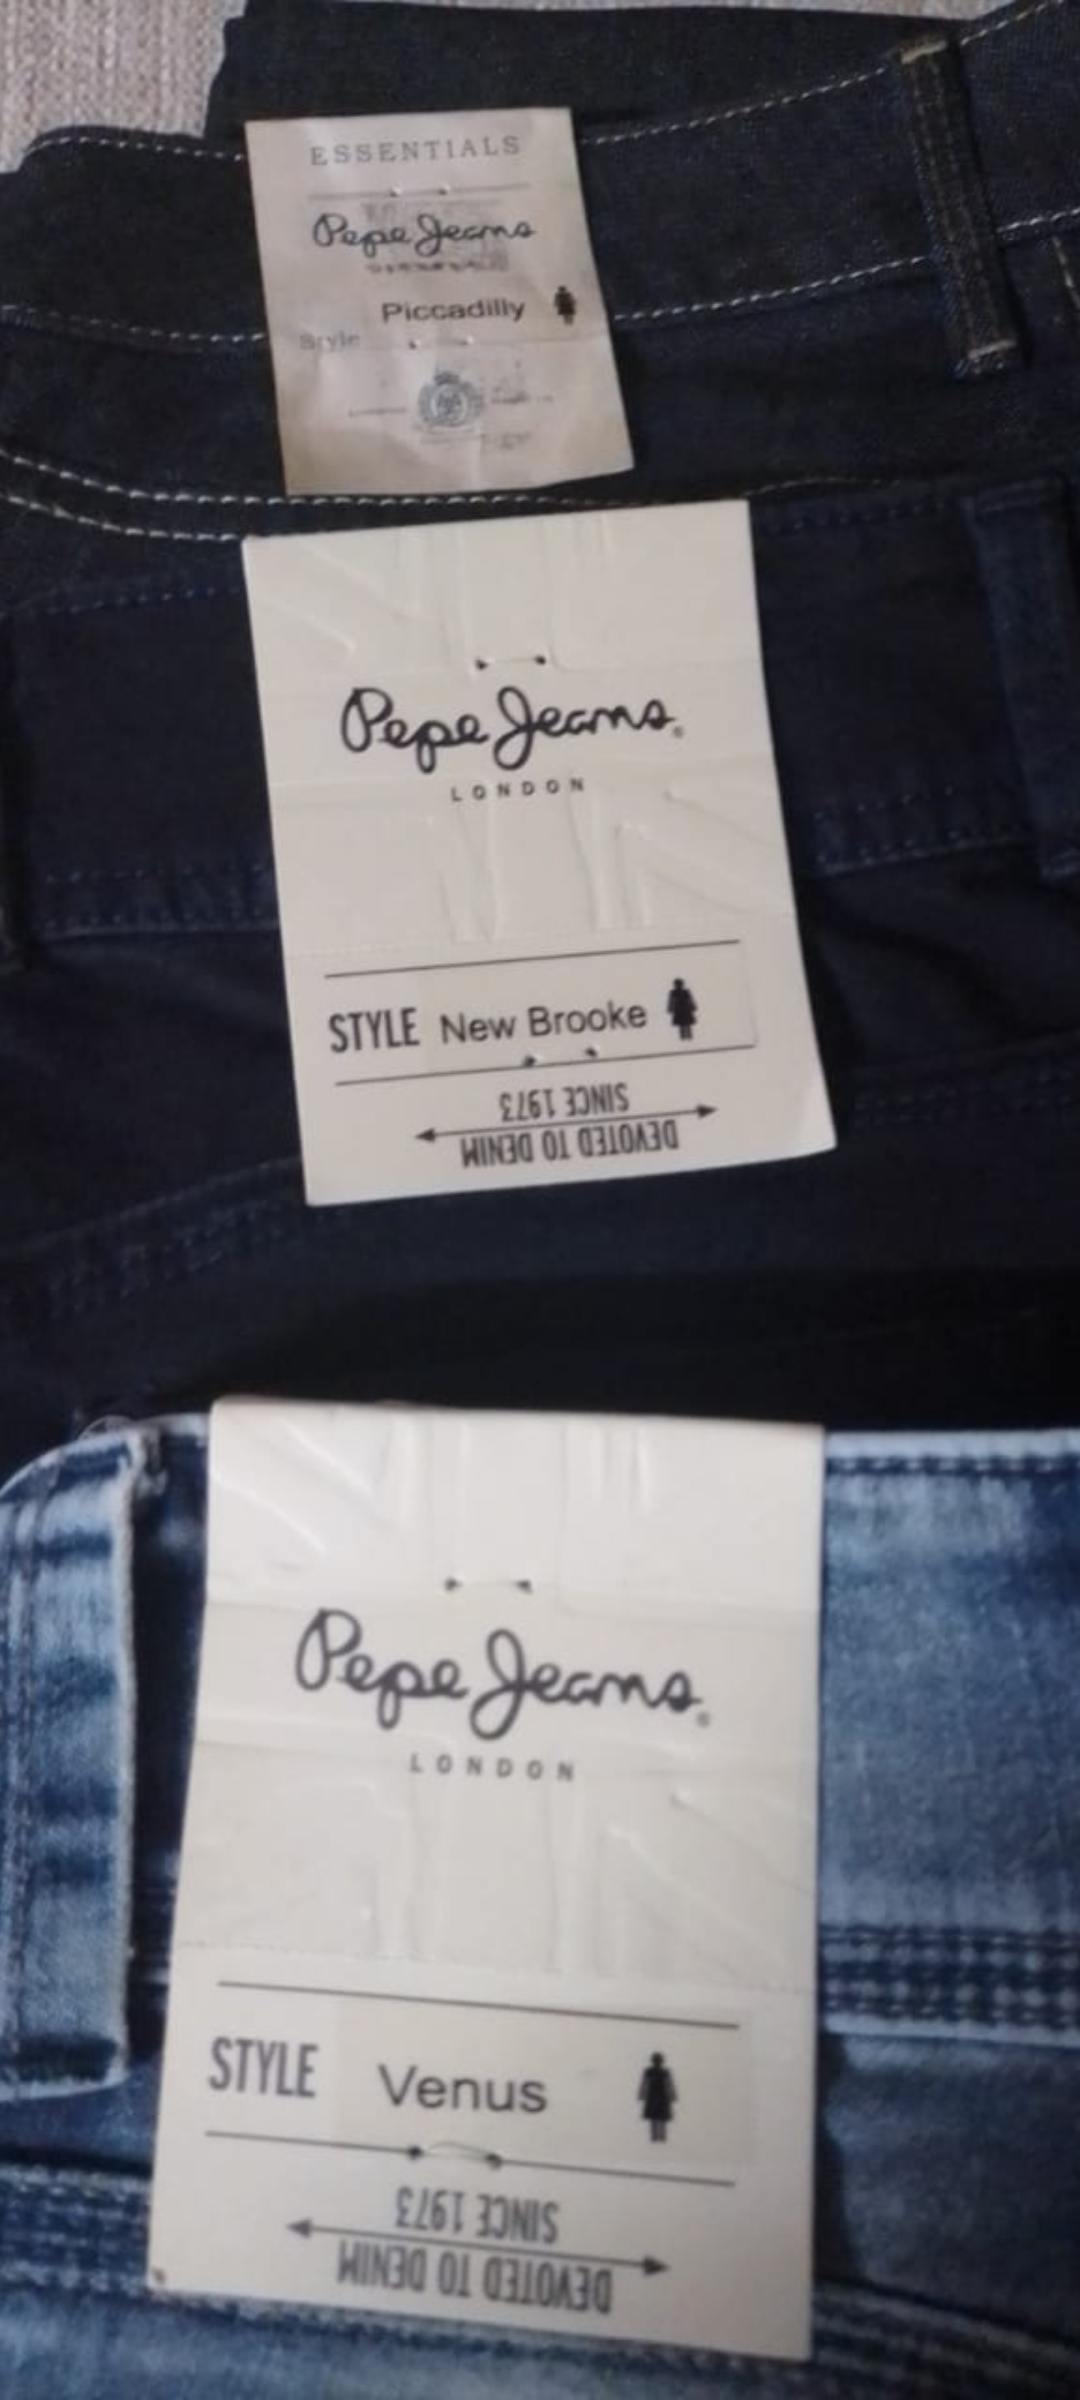 ESSENTIALS
Pepe Jeans
Piccadilly
Style
Pepe Jeans
LONDON
STYLE New Brooke
SINCE 1973
DEVOTED TO DENIM
Pepe Jeans
LONDON
STYLE Venus
SINCE 1973
DEVOTED TO DENIM